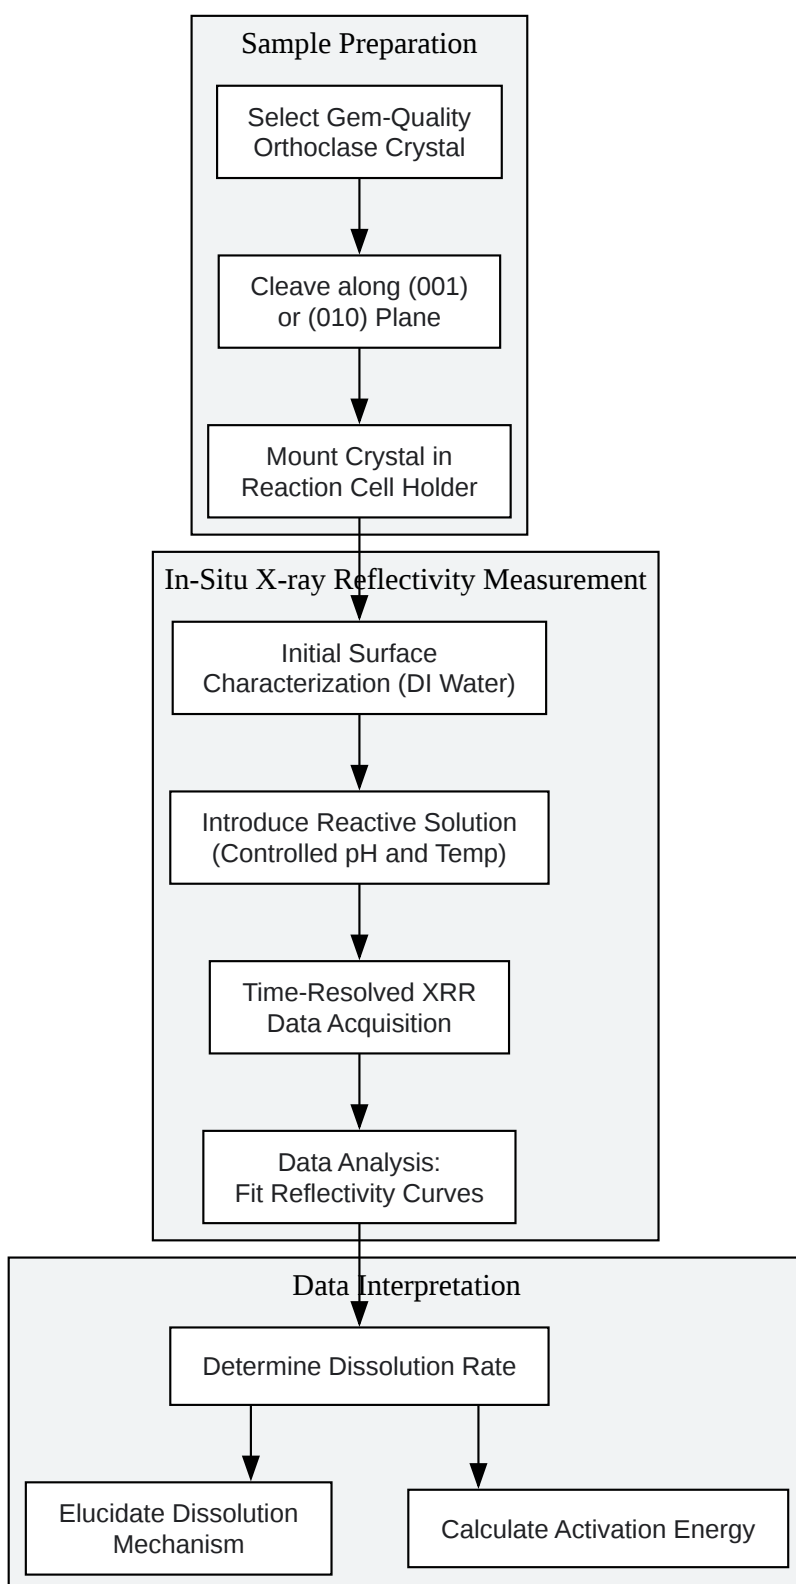 Sample Preparation
Select Gem-Quality
Orthoclase Crystal
Cleave along (001)
or (010) Plane
Mount Crystal in
Reaction Cell Holder
In-Situ X-ray Reflectivity Measurement
Initial Surface
Characterization (DI Water)
Introduce Reactive Solution
(Controlled pH and Temp)
Time-Resolved XRR
Data Acquisition
Data Analysis:
Fit Reflectivity Curves
Data Interpretation
Determine Dissolution Rate
Elucidate Dissolution
Mechanism
Calculate Activation Energy